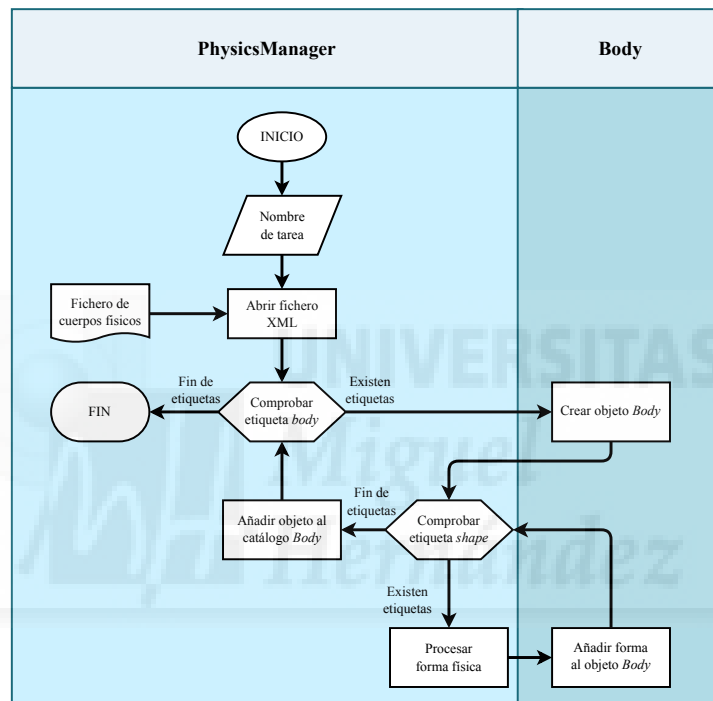 PhysicsManager
Body
INICIO
Nombre
de tarea
Fichero de
cuerpos físicos
Abrir fichero
XML
UNIVERSITAS
Fin de
etiquetas
Existen
etiquetas
FIN
Comprobar
etiqueta body
Crear objeto Body
Miguel
Fin de
etiquetas
Añadir objeto al
catálogo Body
Comprobar
etiqueta shape
Hernández
Existen
etiquetas
Procesar
forma física
Añadir forma
al objeto Body